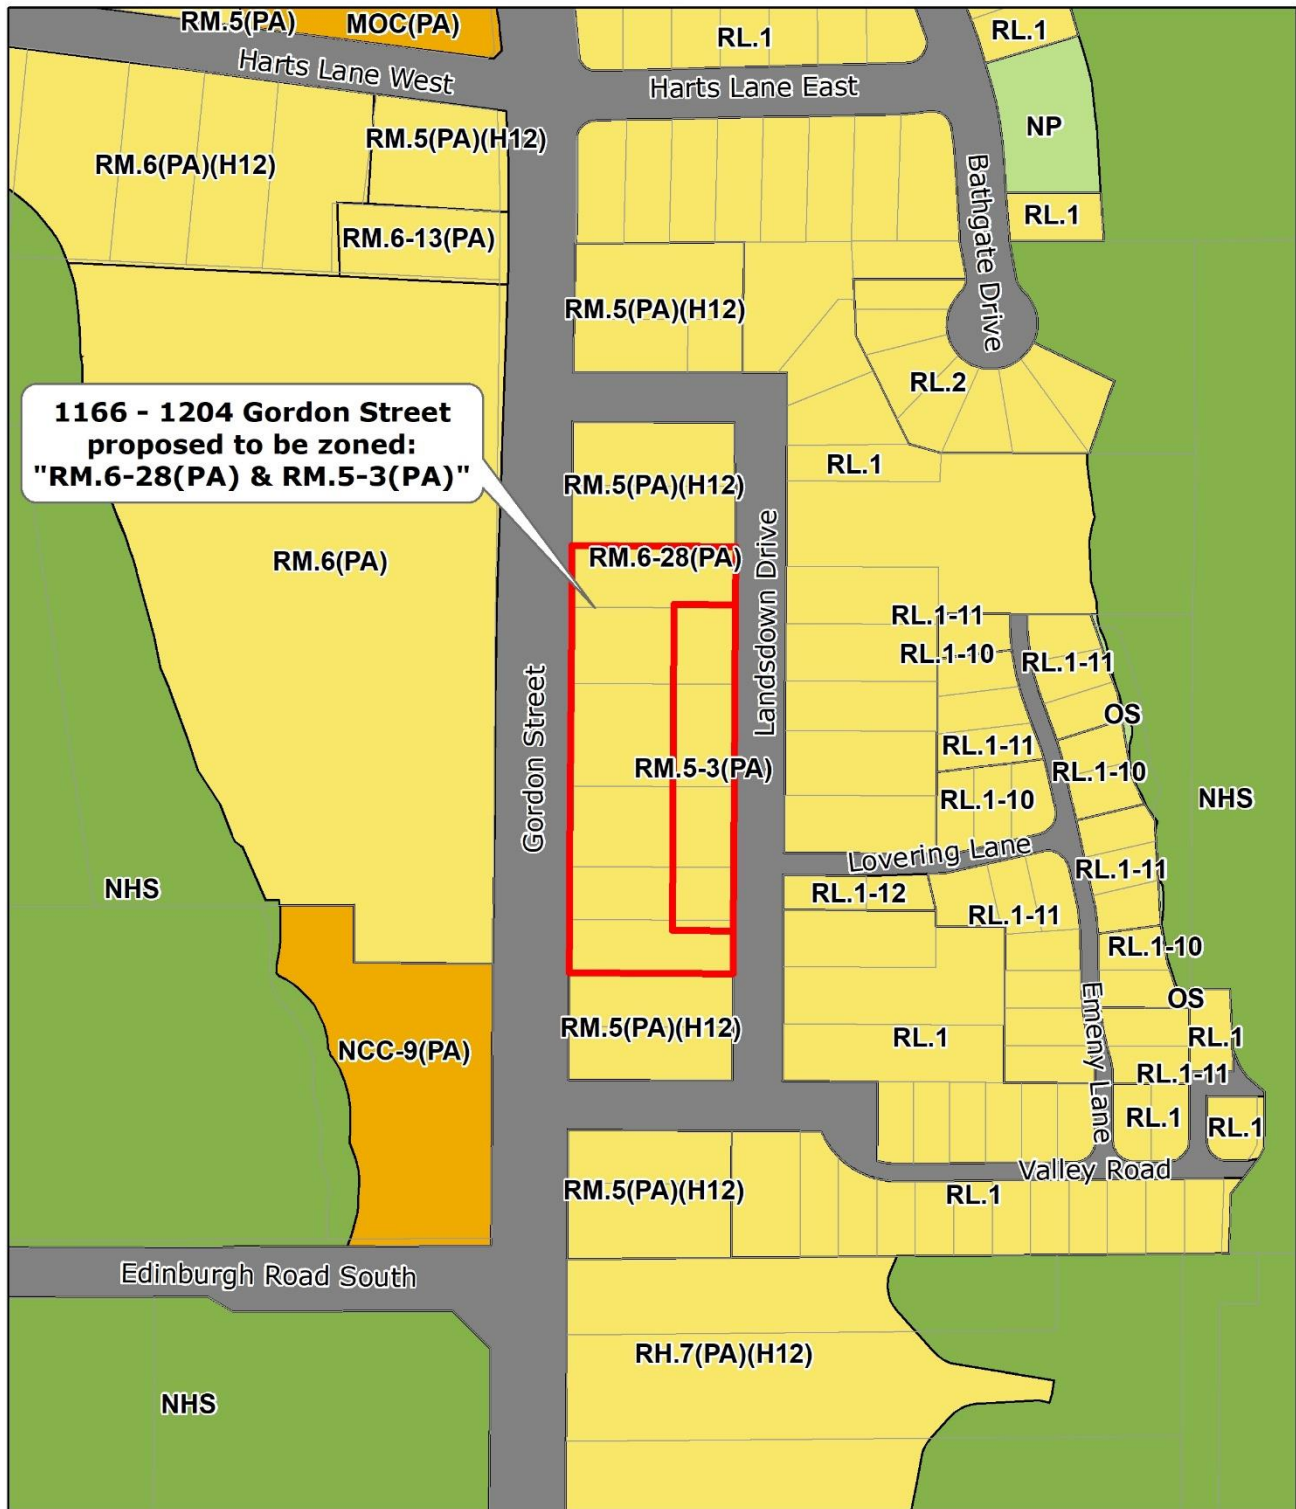 RM.5(PA)
MOC(PA)
RL.1
RL.1
Harts Lane West
Harts Lane East
NP
RM.5(PA)(H12)
RM.6(PA)(H12)
Bathgate Drive
RL.1
RM.6-13(PA)
RM.5(PA)(H12)
RL.2
1166 - 1204 Gordon Street
proposed to be zoned:
"RM.6-28(PA) & RM.5-3(PA)"
RL.1
RM.5(PA)(H12)
RM.6(PA)
RM.6-28(PA)
Landsdown Drive
RL.1-11
RL.1-10
RL.1-11
OS
Gordon Street
RL.1-11
RM.5-3(PA)
RL.1-10
RL.1-10
NHS
Lovering Lane
RL.1-11
NHS
RL.1-12
RL.1-11
RL.1-10
OS
Emeny Lane
RM.5(PA)(H12)
RL.1
RL.1
NCC-9(PA)
RL.1-11
RL.1
RL.1
Valley Road
RM.5(PA)(H12)
RL.1
Edinburgh Road South
RH.7(PA)(H12)
NHS